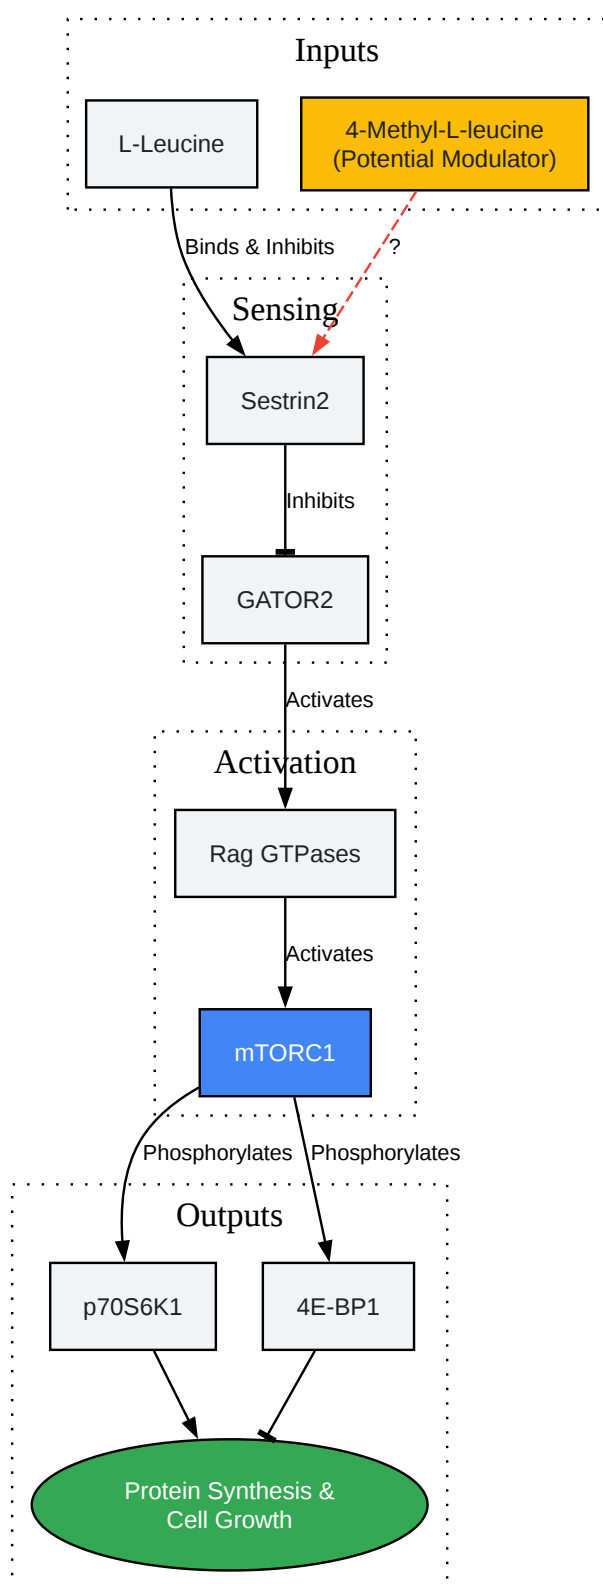 Inputs
L-Leucine
4-Methyl-L-leucine
(Potential Modulator)
Binds & Inhibits
?
Sensing
Sestrin2
Inhibits
GATOR2
Activates
Activation
Rag GTPases
Activates
mTORC1
Phosphorylates
Phosphorylates
Outputs
p70S6K1
4E-BP1
Protein Synthesis &
Cell Growth